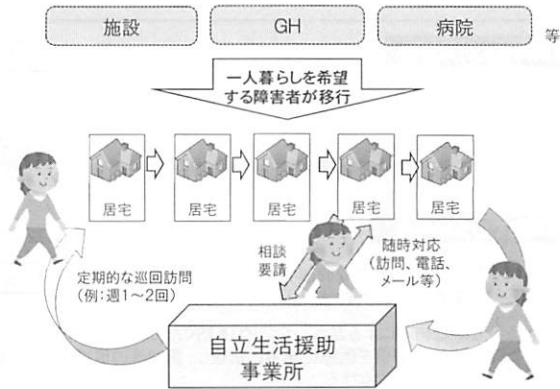 施設
GH
病院
等
一人暮らしを希望
する障害者が移行
居宅
居宅
居宅
居宅
居宅
定期的な巡回訪問
(例：週1～2回)
相談
要請
随時対応
(訪問、電話、
メール等)
自立生活援助
事業所